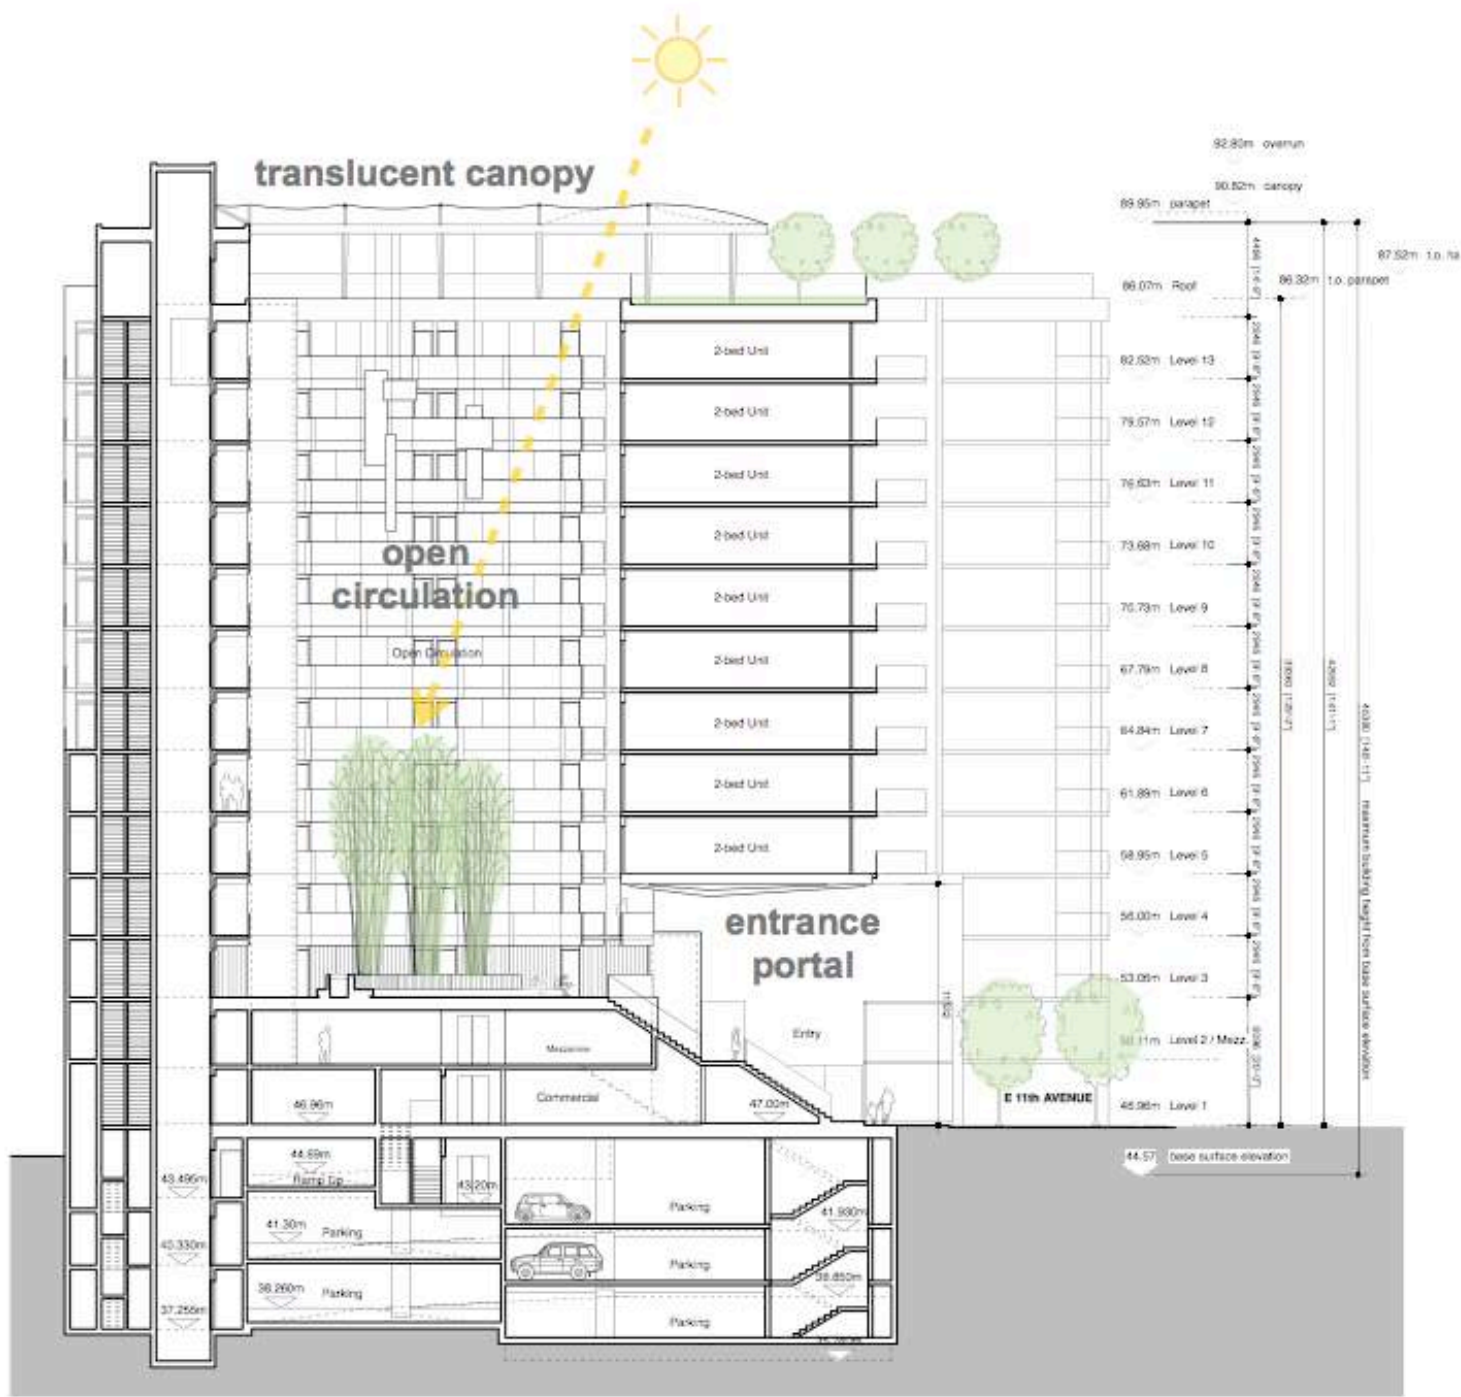 92.80m overrun
translucent canopy
90.82m canopy
89.95m parapet
86.07m Roof
86.32m t.o. parapet
87.52m t.o.
2-bed Unit
82.52m Level 13
2-bed Unit
79.57m Level 12
2-bed Unit
76.63m Level 11
open
circulation
2-bed Unit
73.68m Level 10
2-bed Unit
70.73m Level 9
Open Circulation
2-bed Unit
67.79m Level 8
2-bed Unit
64.84m Level 7
2-bed Unit
61.89m Level 6
2-bed Unit
58.95m Level 5
entrance
portal
56.00m Level 4
53.06m Level 3
maximum building height from base surface elevation
Entry
Mezzanine
Level 2 / Mezz.
46.96m
Commercial
47.00m
E 11th AVENUE
46.96m Level 1
44.57 base surface elevation
44.69m
Ramp Up
43.495m
43.20m
Parking
41.930m
41.30m
Parking
40.330m
Parking
38.850m
38.260m
Parking
37.255m
Parking